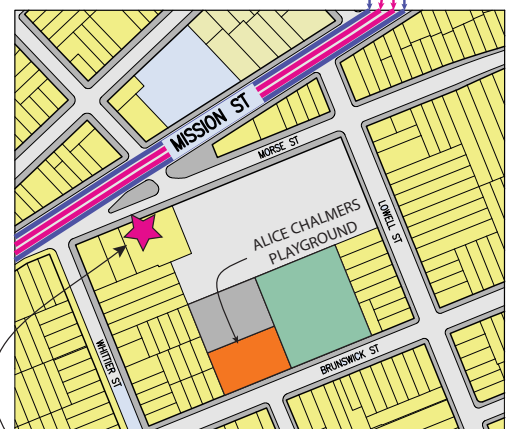 MISSION ST
MORSE ST
LOWELL ST
ALICE CHALMERS
PLAYGROUND
WHITTIER ST
BRUNSWICK ST